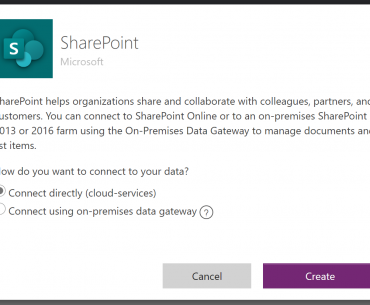 S
SharePoint
Microsoft
harePoint helps organizations share and collaborate with colleagues, partners, and
ustomers. You can connect to SharePoint Online or to an on-premises SharePoint
013 or 2016 farm using the On-Premises Data Gateway to manage documents and
st items.
ow do you want to connect to your data?
Connect directly (cloud-services)
Connect using on-premises data gateway ?
Cancel Create